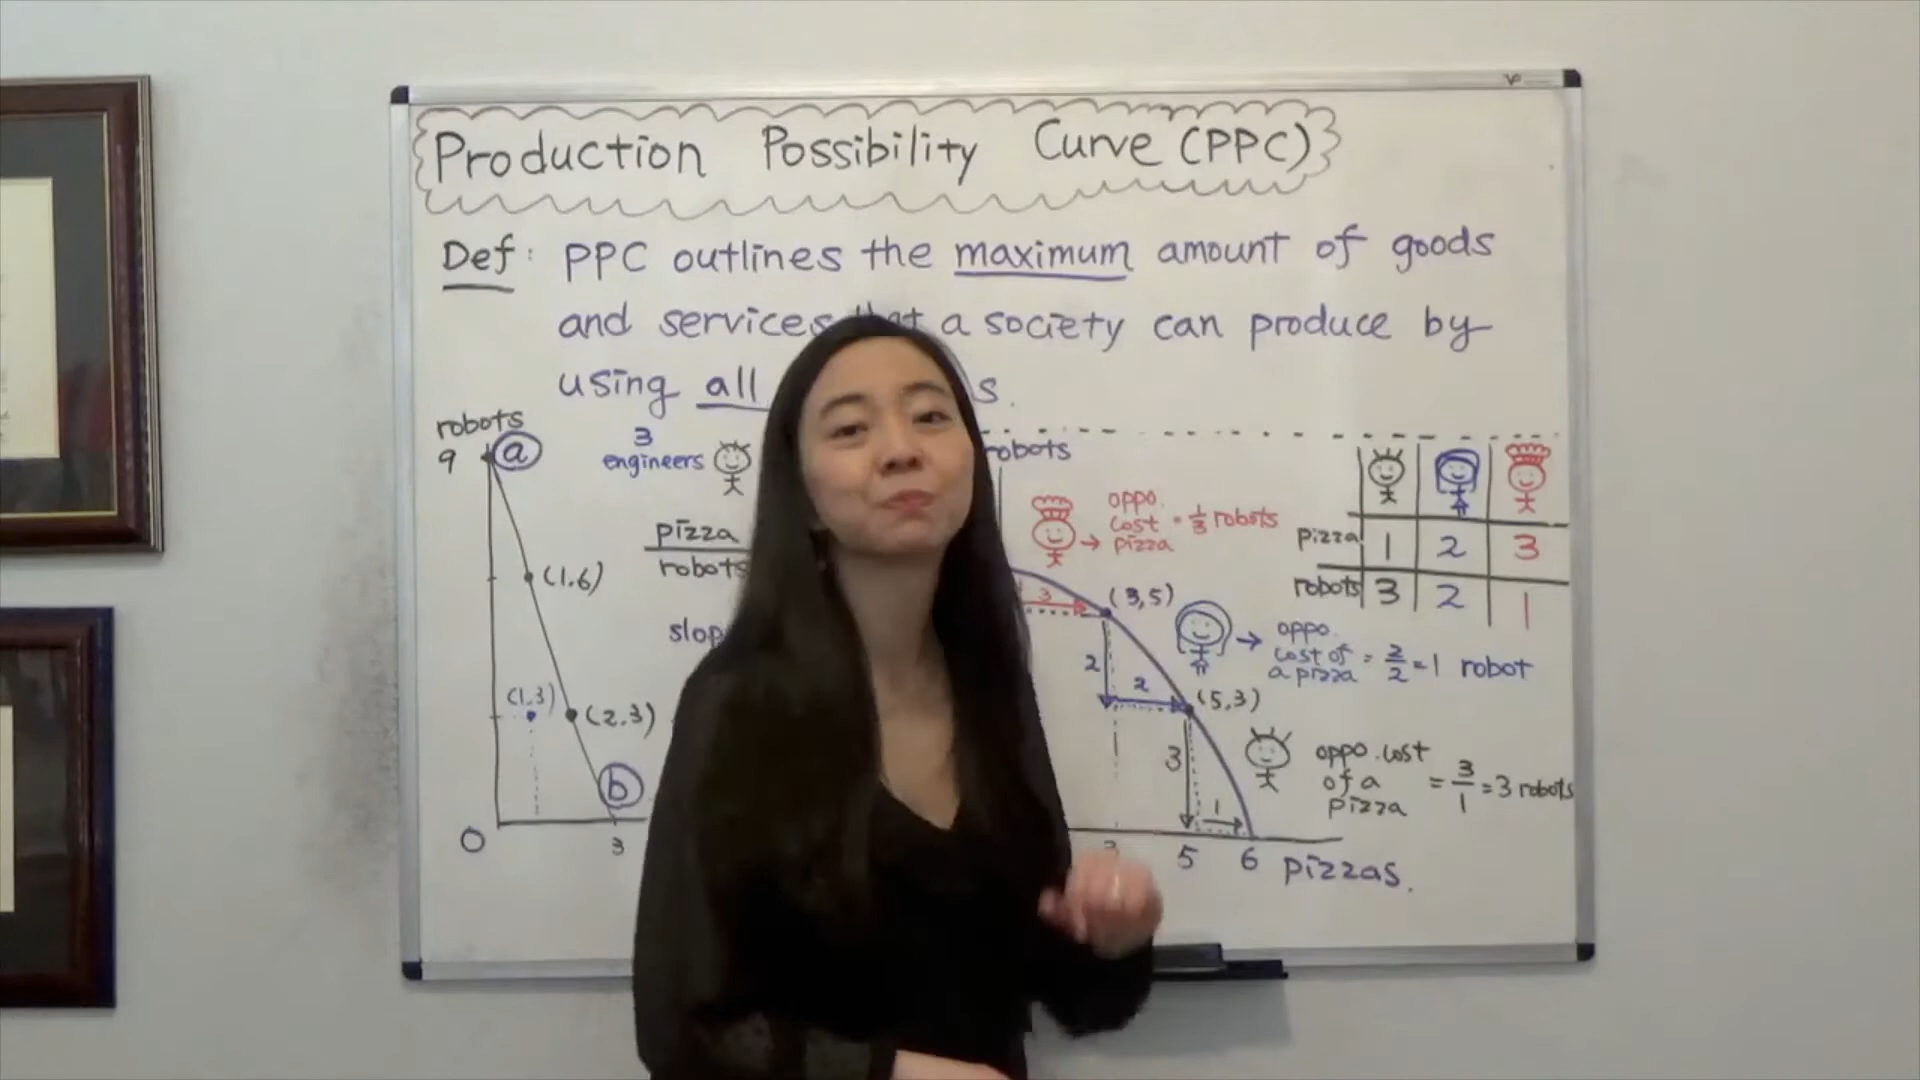 Production Possibility Curve (PPC)
Def: PPC outlines the maximum amount of goods
and services that a society can produce by
using all s.
robots
9
a
(1,6)
(1,3)
(2,3)
b
0
3
3
engineers
pizza
robots
slop
robots
oppo.
cost = 1/3 robots
pizza
3
(3,5)
2
2
(5,3)
3
1
5
6
pizzas.
oppo.
cost of = 2/2 = 1 robot
a pizza
oppo. cost
of a = 3/1 = 3 robots
pizza
pizza 1 2 3
robots 3 2 1